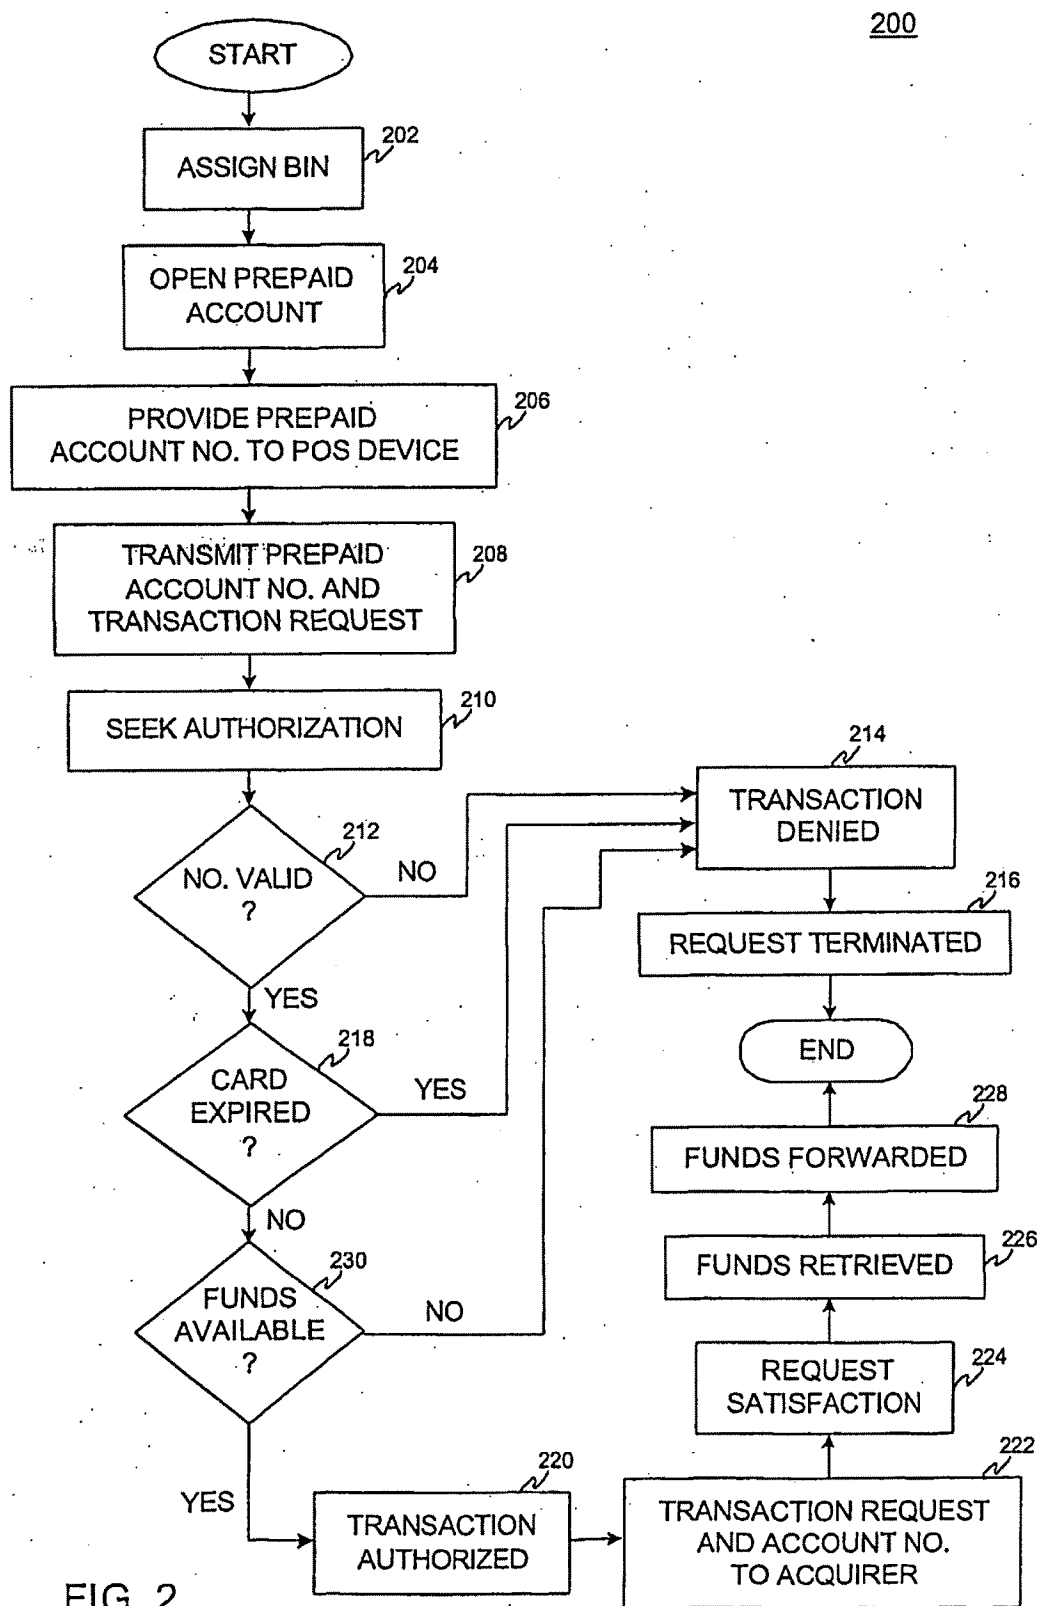 200
START
202
ASSIGN BIN
204
OPEN PREPAID
ACCOUNT
206
PROVIDE PREPAID
ACCOUNT NO. TO POS DEVICE
208
TRANSMIT PREPAID
ACCOUNT NO. AND
TRANSACTION REQUEST
210
SEEK AUTHORIZATION
212
NO. VALID
?
NO
YES
218
CARD
EXPIRED
?
YES
NO
230
FUNDS
AVAILABLE
?
NO
YES
220
TRANSACTION
AUTHORIZED
214
TRANSACTION
DENIED
216
REQUEST TERMINATED
END
228
FUNDS FORWARDED
226
FUNDS RETRIEVED
224
REQUEST
SATISFACTION
222
TRANSACTION REQUEST
AND ACCOUNT NO.
TO ACQUIRER
FIG. 2